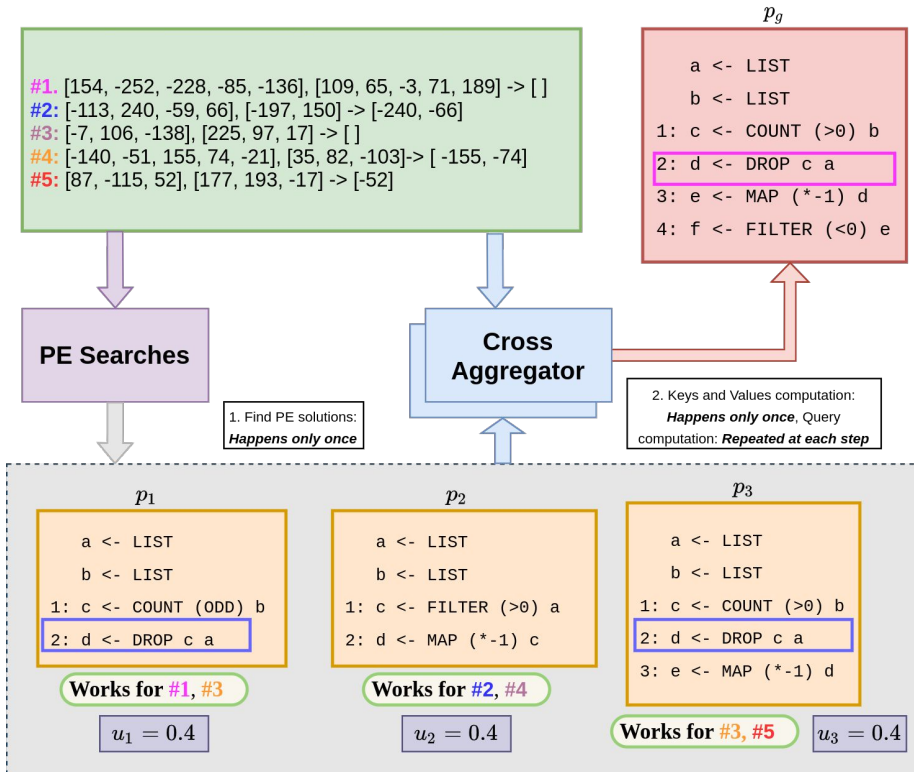 #1. [154, -252, -228, -85, -136], [109, 65, -3, 71, 189] -> [ ]
#2: [-113, 240, -59, 66], [-197, 150] -> [-240, -66]
#3: [-7, 106, -138], [225, 97, 17] -> [ ]
#4: [-140, -51, 155, 74, -21], [35, 82, -103]-> [ -155, -74]
#5: [87, -115, 52], [177, 193, -17] -> [-52]
p_g
a <- LIST
b <- LIST
1: c <- COUNT (>0) b
2: d <- DROP c a
3: e <- MAP (*-1) d
4: f <- FILTER (<0) e
PE Searches
Cross
Aggregator
1. Find PE solutions:
Happens only once
2. Keys and Values computation:
Happens only once, Query
computation: Repeated at each step
p_1
a <- LIST
b <- LIST
1: c <- COUNT (ODD) b
2: d <- DROP c a
Works for #1, #3
u_1 = 0.4
p_2
a <- LIST
b <- LIST
1: c <- FILTER (>0) a
2: d <- MAP (*-1) c
Works for #2, #4
u_2 = 0.4
p_3
a <- LIST
b <- LIST
1: c <- COUNT (>0) b
2: d <- DROP c a
3: e <- MAP (*-1) d
Works for #3, #5
u_3 = 0.4